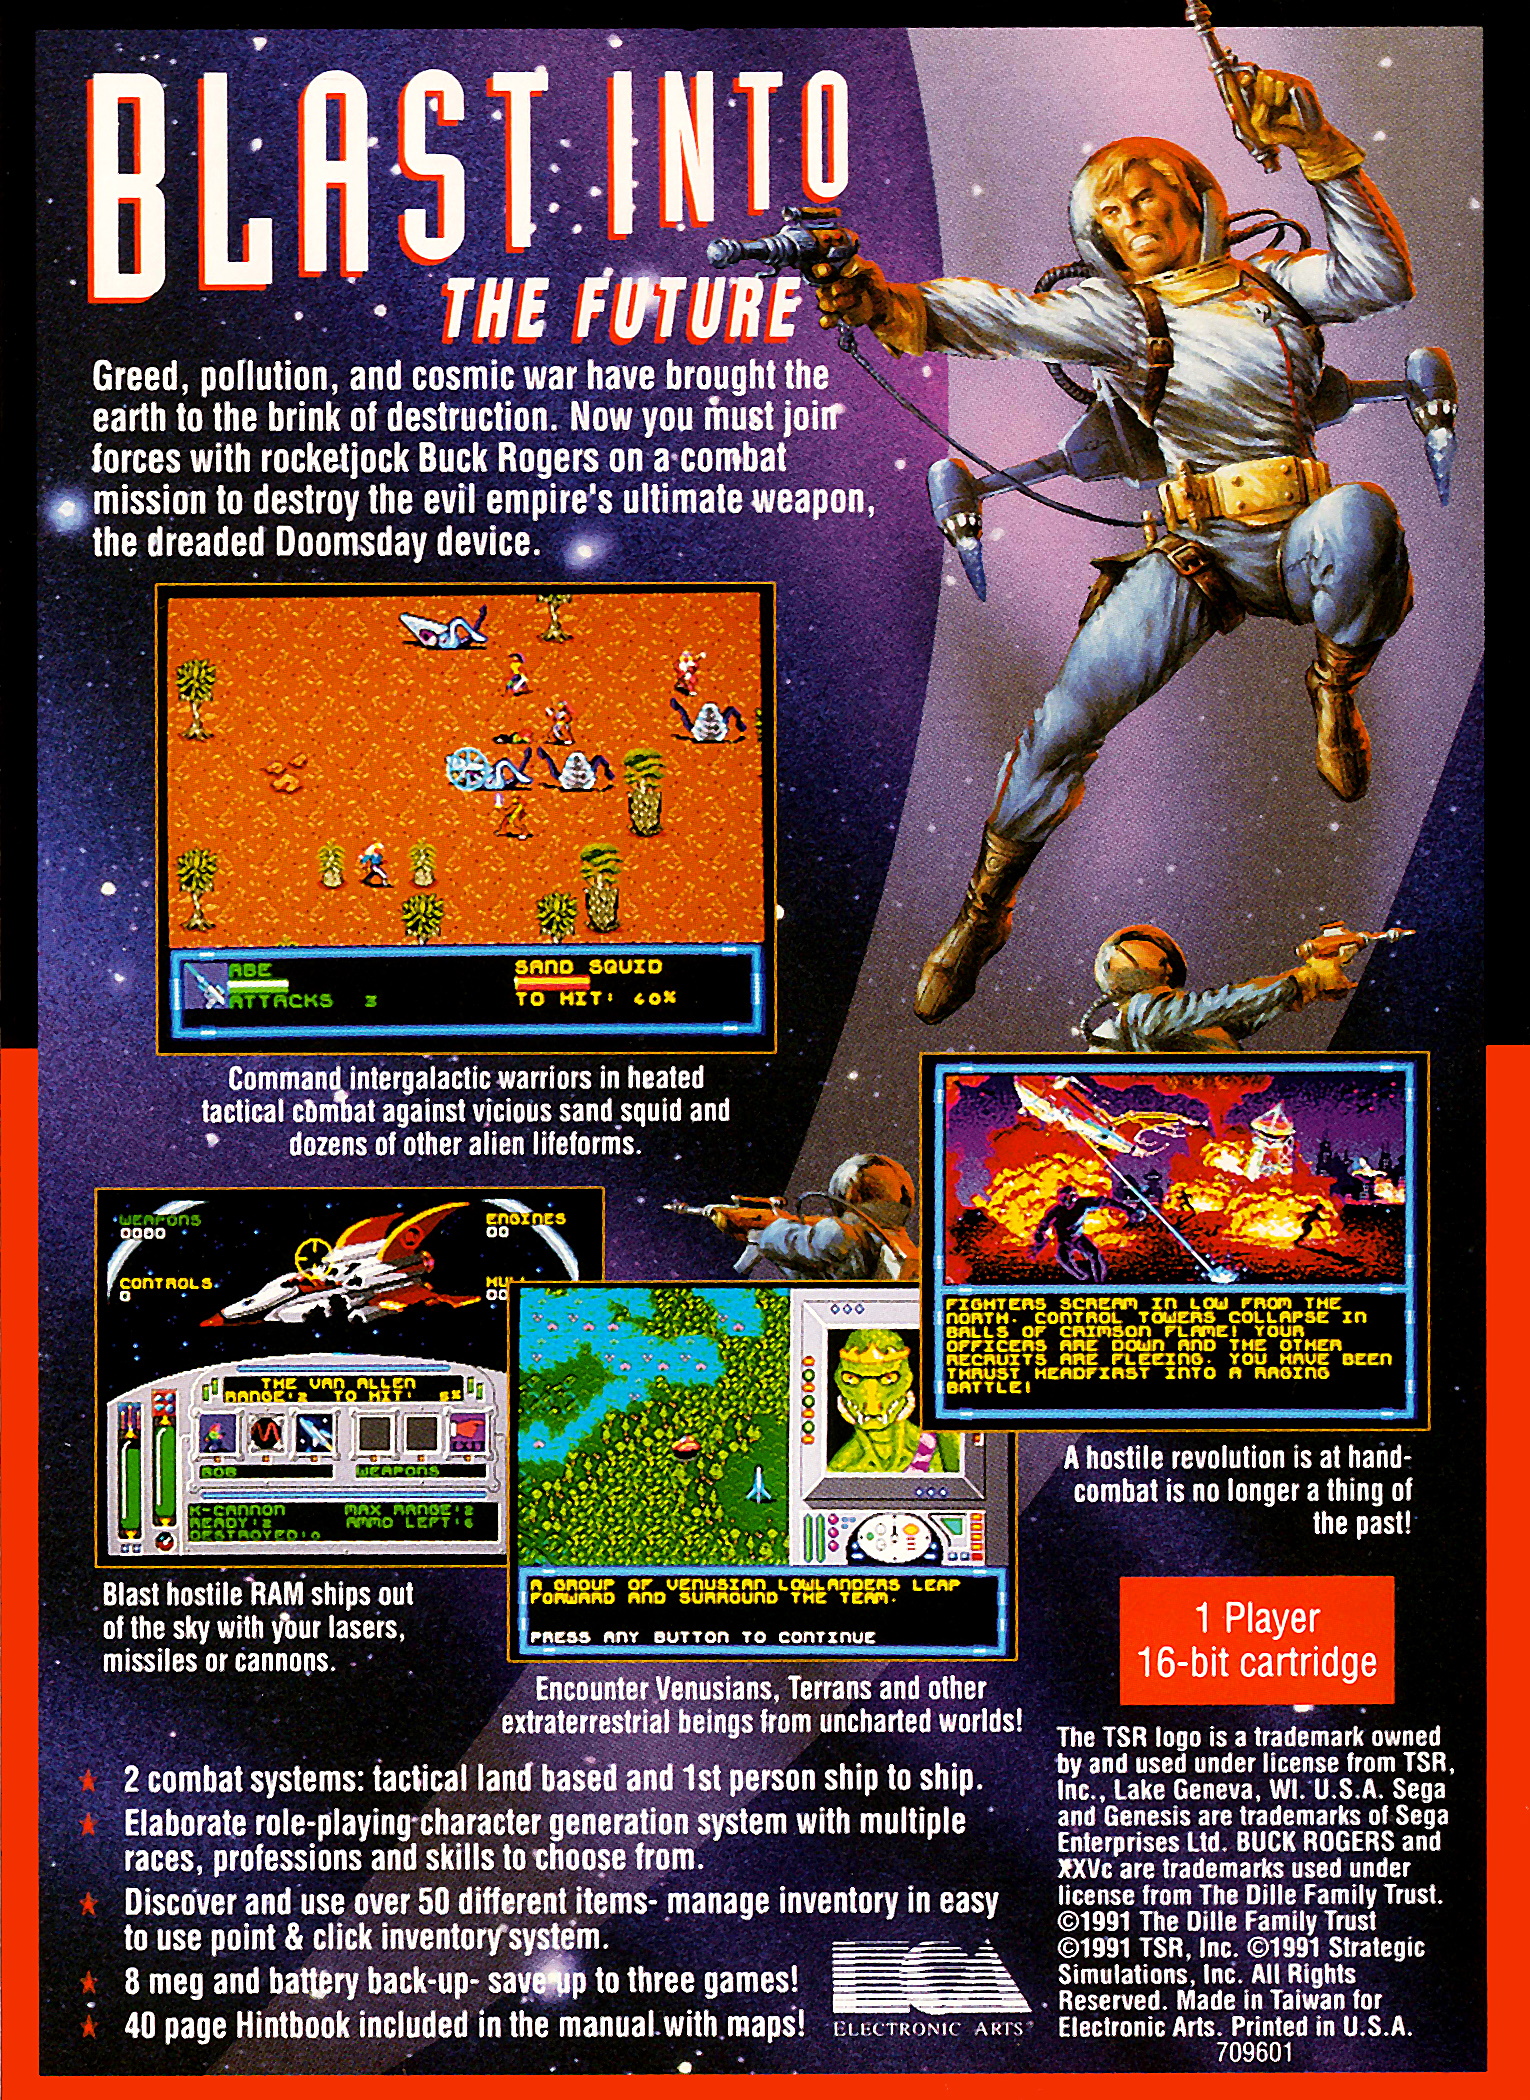 BLAST INTO
THE FUTURE
Greed, pollution, and cosmic war have brought the
earth to the brink of destruction. Now you must join
forces with rocketjock Buck Rogers on a combat
mission to destroy the evil empire's ultimate weapon,
the dreaded Doomsday device.
ABE
ATTACKS 3
SAND SQUID
TO HIT: 40%
Command intergalactic warriors in heated
tactical combat against vicious sand squid and
dozens of other alien lifeforms.
WEAPONS
0000
ENGINES
00
CONTROLS
0
HULL
00
THE VAN ALLEN
RANGE:2 TO HIT: 5%
BOB
WEAPONS
K-CANNON
READY:2
DESTROYED:0
MAX RANGE:2
AMMO LEFT:6
Blast hostile RAM ships out
of the sky with your lasers,
missiles or cannons.
A GROUP OF VENUSIAN LOWLANDERS LEAP
FORWARD AND SURROUND THE TEAM.
PRESS ANY BUTTON TO CONTINUE
Encounter Venusians, Terrans and other
extraterrestrial beings from uncharted worlds!
FIGHTERS SCREAM IN LOW FROM THE
NORTH. CONTROL TOWERS COLLAPSE IN
BALLS OF CRIMSON FLAME! YOUR
OFFICERS ARE DOWN AND THE OTHER
RECRUITS ARE FLEEING. YOU HAVE BEEN
THRUST HEADFIRST INTO A RAGING
BATTLE!
A hostile revolution is at hand-
combat is no longer a thing of
the past!
1 Player
16-bit cartridge
2 combat systems: tactical land based and 1st person ship to ship.
Elaborate role-playing character generation system with multiple
races, professions and skills to choose from.
Discover and use over 50 different items- manage inventory in easy
to use point & click inventory system.
8 meg and battery back-up- save up to three games!
40 page Hintbook included in the manual with maps!
EA
ELECTRONIC ARTS®
The TSR logo is a trademark owned
by and used under license from TSR,
Inc., Lake Geneva, WI. U.S.A. Sega
and Genesis are trademarks of Sega
Enterprises Ltd. BUCK ROGERS and
XXVc are trademarks used under
license from The Dille Family Trust.
©1991 The Dille Family Trust
©1991 TSR, Inc. ©1991 Strategic
Simulations, Inc. All Rights
Reserved. Made in Taiwan for
Electronic Arts. Printed in U.S.A.
709601